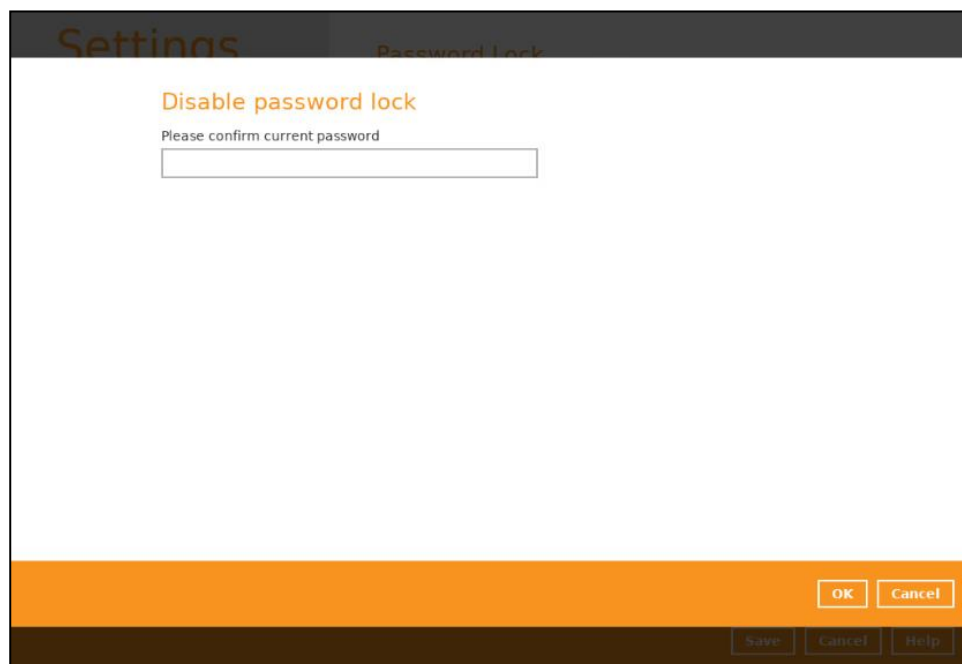 Settings
Password Lock
Disable password lock
Please confirm current password
OK Cancel
Save Cancel Help